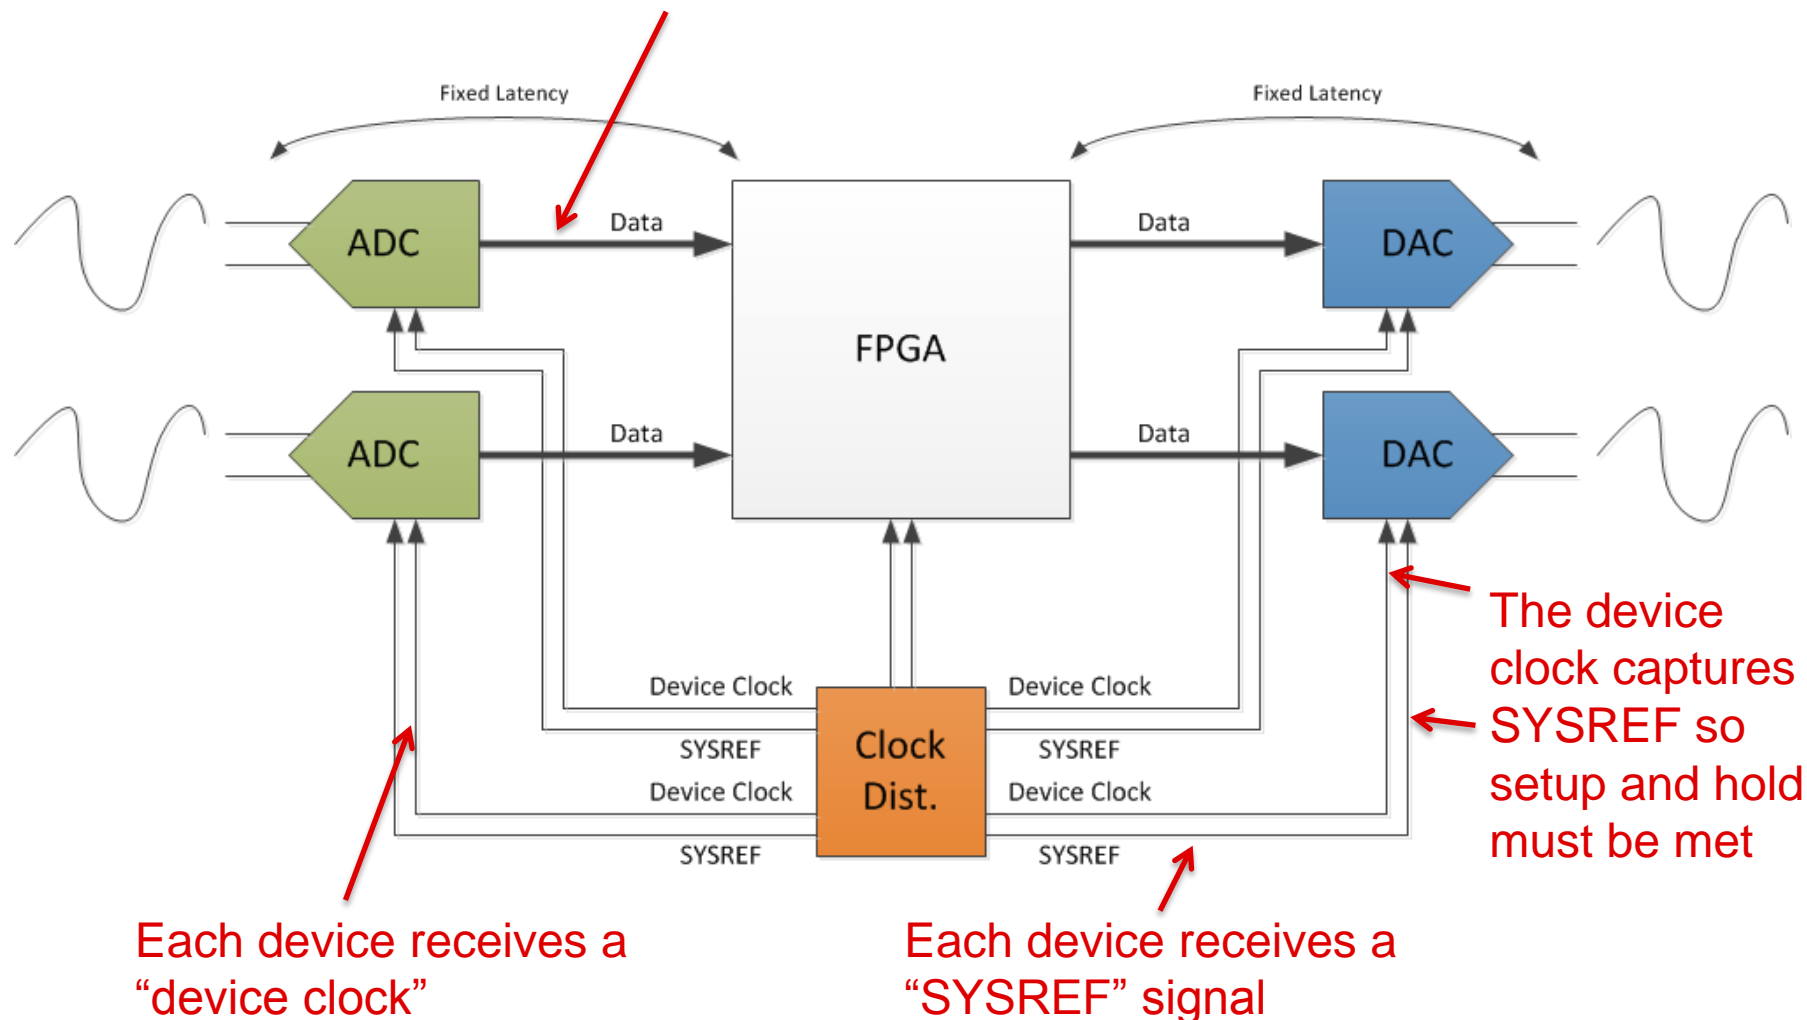 Fixed Latency
Fixed Latency
ADC
Data
Data
DAC
FPGA
ADC
Data
Data
DAC
Device Clock
SYSREF
Device Clock
SYSREF
Clock
Dist.
Device Clock
SYSREF
Device Clock
SYSREF
The device
clock captures
SYSREF so
setup and hold
must be met
Each device receives a
“device clock”
Each device receives a
“SYSREF” signal